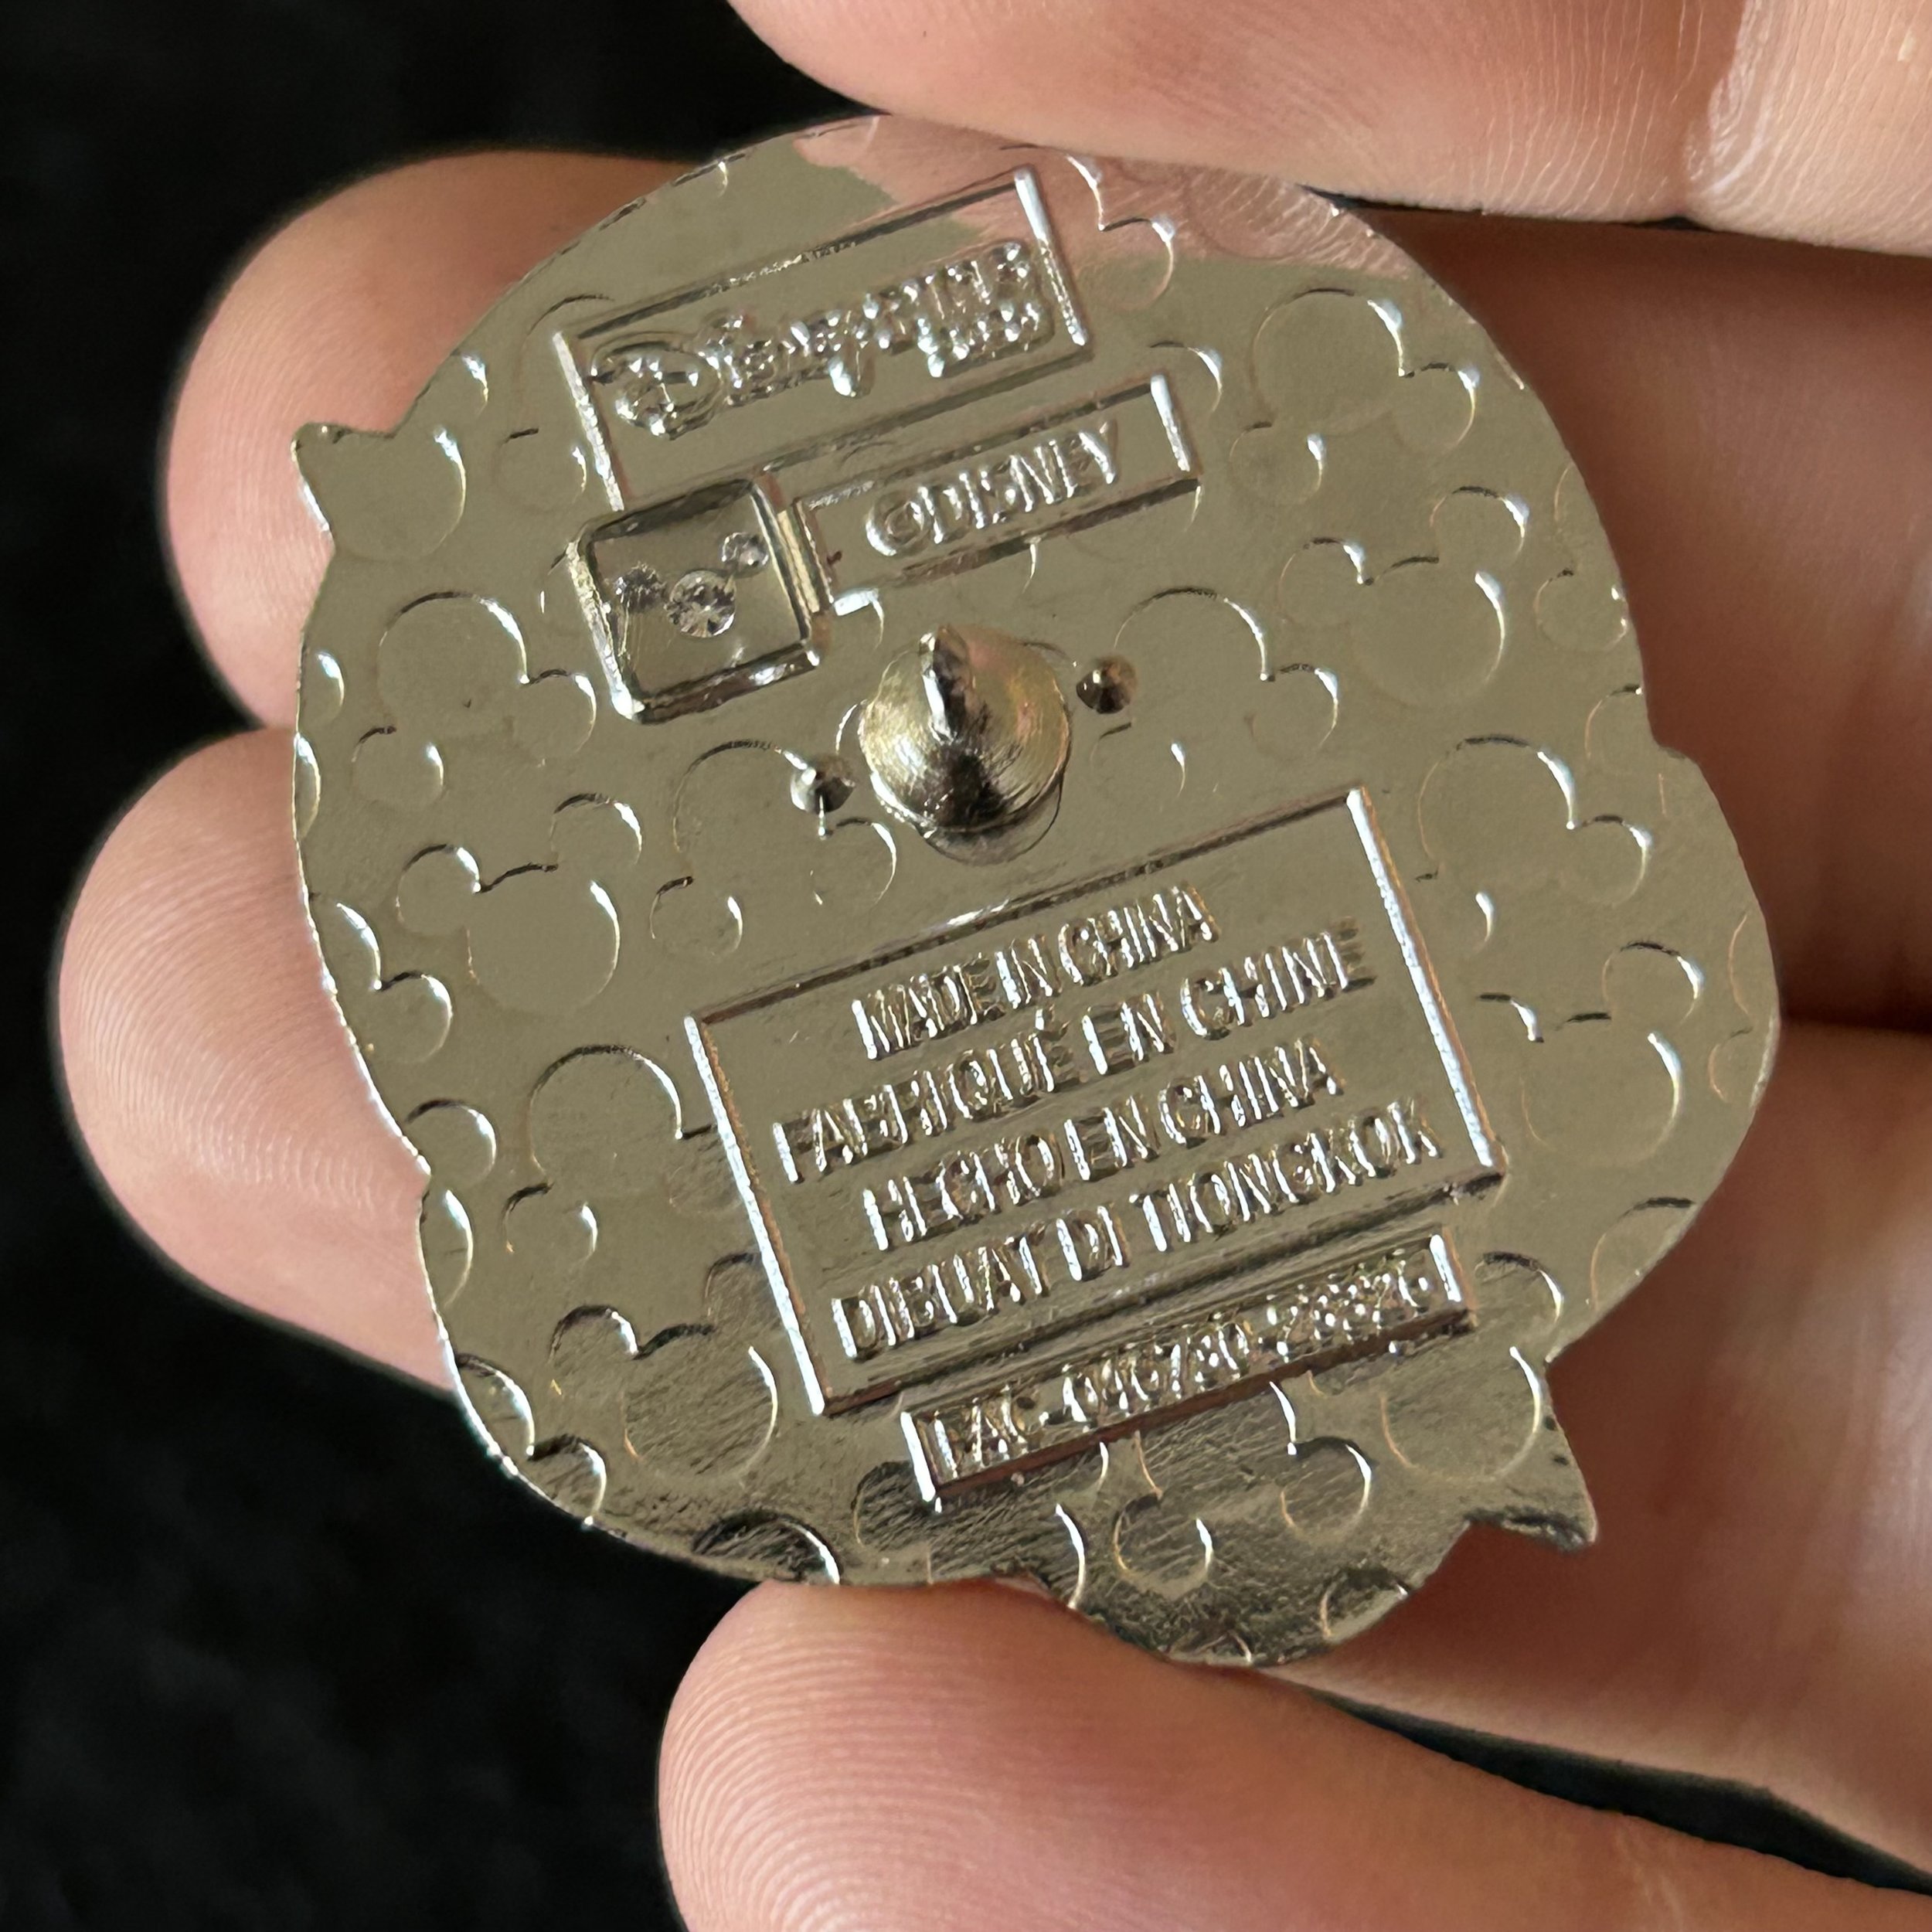 Disney Pins
©DISNEY
MADE IN CHINA
FABRIQUÉ EN CHINE
HECHO EN CHINA
DIBUAT DI TIONGKOK